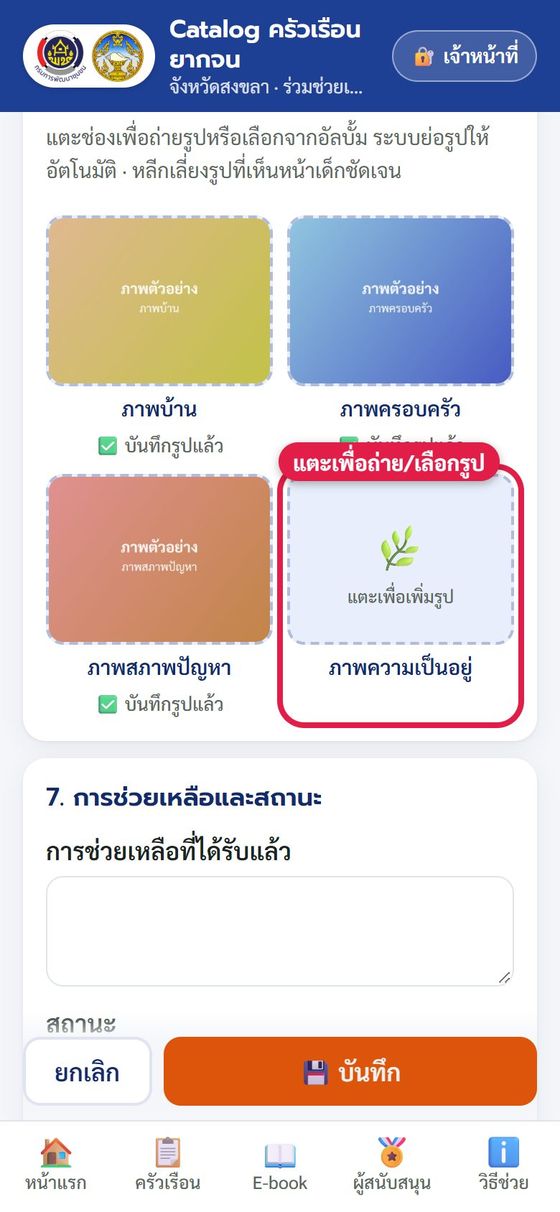 Catalog ครัวเรือน
ยากจน
จังหวัดสงขลา · ร่วมช่วยเ...
เจ้าหน้าที่
กรมการพัฒนาชุมชน
แตะช่องเพื่อถ่ายรูปหรือเลือกจากอัลบั้ม ระบบย่อรูปให้
อัตโนมัติ · หลีกเลี่ยงรูปที่เห็นหน้าเด็กชัดเจน
ภาพตัวอย่าง
ภาพบ้าน
ภาพตัวอย่าง
ภาพครอบครัว
ภาพบ้าน
ภาพครอบครัว
บันทึกรูปแล้ว
แตะเพื่อถ่าย/เลือกรูป
ภาพตัวอย่าง
ภาพสภาพปัญหา
แตะเพื่อเพิ่มรูป
ภาพสภาพปัญหา
ภาพความเป็นอยู่
บันทึกรูปแล้ว
7. การช่วยเหลือและสถานะ
การช่วยเหลือที่ได้รับแล้ว
สถานะ
ยกเลิก
บันทึก
หน้าแรก
ครัวเรือน
E-book
ผู้สนับสนุน
วิธีช่วย